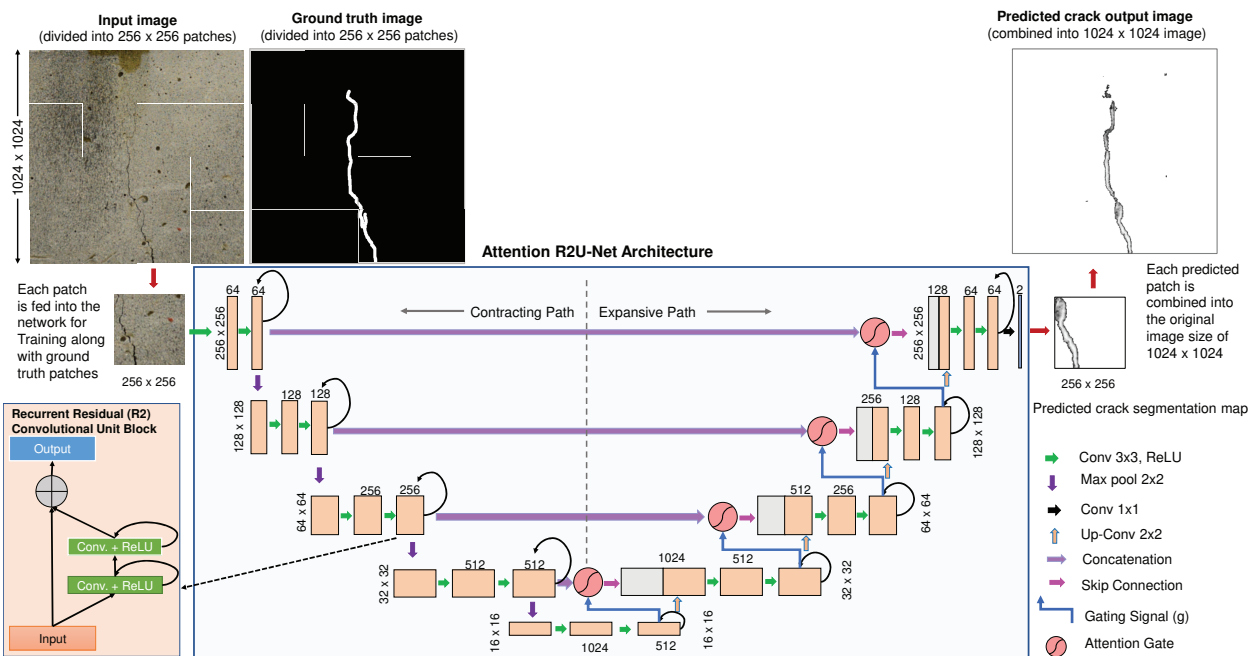 Input image
(divided into 256 x 256 patches)
Ground truth image
(divided into 256 x 256 patches)
Predicted crack output image
(combined into 1024 x 1024 image)
1024 x 1024
Attention R2U-Net Architecture
Each patch
is fed into the
network for
Training along
with ground
truth patches
256 x 256
Contracting Path
Expansive Path
64
64
256 x 256
128
64
64
2
256 x 256
Each predicted
patch is
combined into
the original
image size of
1024 x 1024
256 x 256
Predicted crack segmentation map
128
128
128 x 128
256
128
128 x 128
256
256
64 x 64
512
256
64 x 64
512
512
32 x 32
1024
512
32 x 32
16 x 16
1024
512
16 x 16
Recurrent Residual (R2)
Convolutional Unit Block
Output
Conv. + ReLU
Conv. + ReLU
Input
Conv 3x3, ReLU
Max pool 2x2
Conv 1x1
Up-Conv 2x2
Concatenation
Skip Connection
Gating Signal (g)
Attention Gate